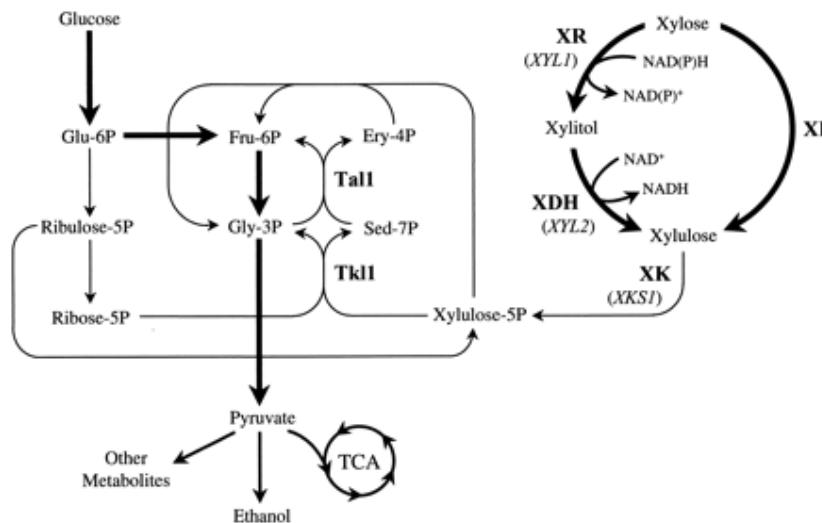 Glucose
Xylose
XR
(XYL1)
NAD(P)H
NAD(P)⁺
Glu-6P
Fru-6P
Ery-4P
Xylitol
Tal1
NAD⁺
NADH
XDH
(XYL2)
Ribulose-5P
Gly-3P
Sed-7P
Xylulose
Tkl1
XK
(XKS1)
Ribose-5P
Xylulose-5P
Pyruvate
Other
Metabolites
TCA
Ethanol